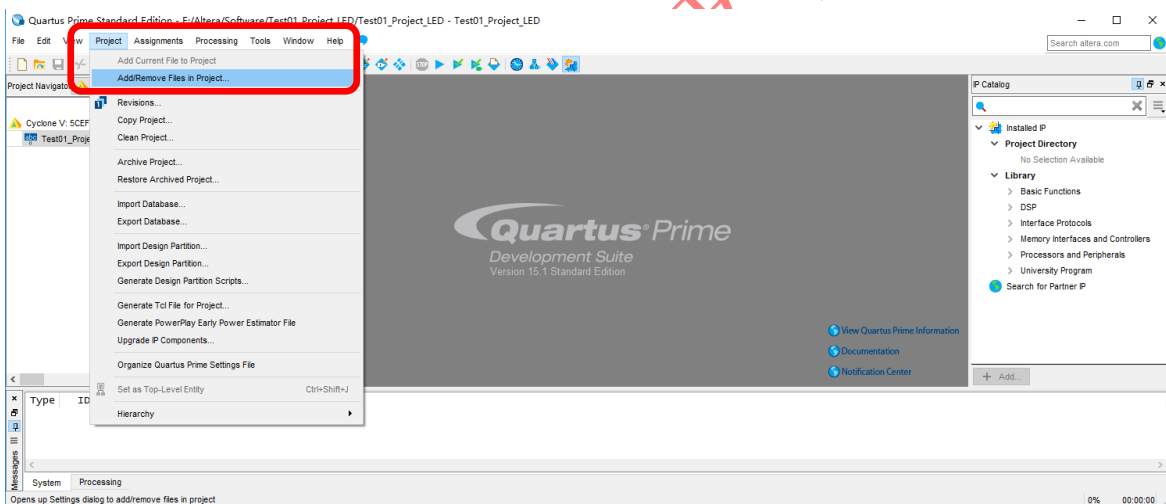 Quartus Prime Standard Edition - F:/Altera/Software/Test01_Project_LED/Test01_Project_LED - Test01_Project_LED
File Edit View Project Assignments Processing Tools Window Help
Search altera.com
Add Current File to Project
Add/Remove Files in Project...
Revisions...
Copy Project...
Clean Project...
Archive Project...
Restore Archived Project...
Import Database...
Export Database...
Import Design Partition...
Export Design Partition...
Generate Design Partition Scripts...
Generate Tcl File for Project...
Generate PowerPlay Early Power Estimator File
Upgrade IP Components...
Organize Quartus Prime Settings File
Set as Top-Level Entity Ctrl+Shift+J
Hierarchy
Project Navigator
Cyclone V: 5CEF
Test01_Proje
Quartus Prime
Development Suite
Version 15.1 Standard Edition
View Quartus Prime Information
Documentation
Notification Center
IP Catalog
Installed IP
Project Directory
No Selection Available
Library
Basic Functions
DSP
Interface Protocols
Memory Interfaces and Controllers
Processors and Peripherals
University Program
Search for Partner IP
+ Add...
Type ID
Messages
System Processing
Opens up Settings dialog to add/remove files in project
0% 00:00:00